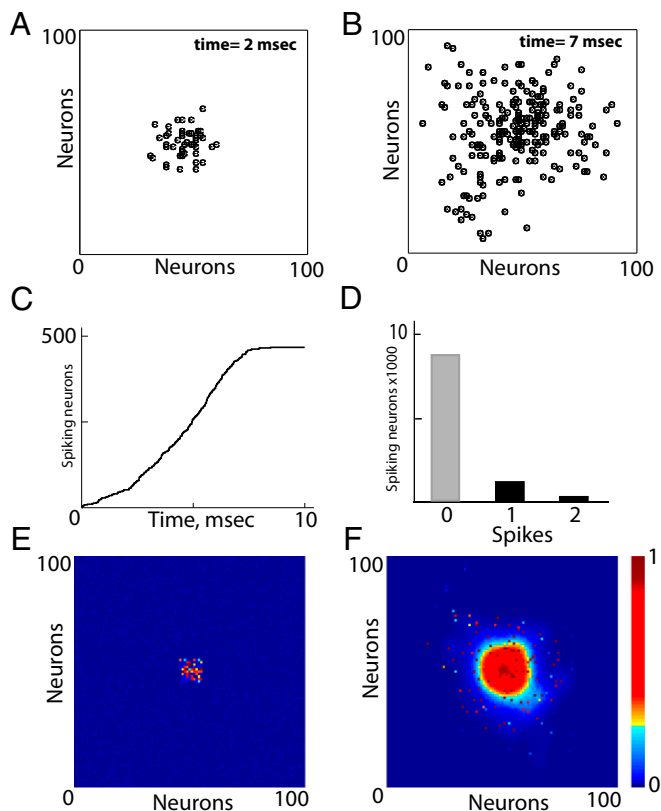 A
100
time= 2 msec
Neurons
0
Neurons
100
B
100
time= 7 msec
Neurons
0
Neurons
100
C
500
Spiking neurons
0
Time, msec
10
D
10
Spiking neurons x1000
0
1
2
Spikes
E
100
Neurons
0
Neurons
100
F
100
Neurons
0
Neurons
100
1
0